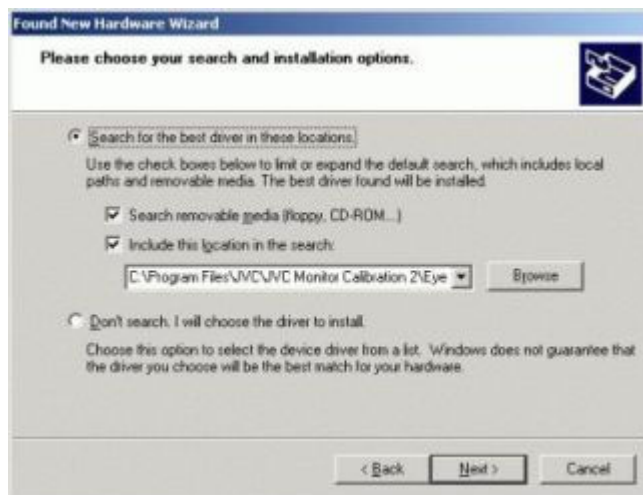 Found New Hardware Wizard
Please choose your search and installation options.
Search for the best driver in these locations.
Use the check boxes below to limit or expand the default search, which includes local
paths and removable media. The best driver found will be installed.
Search removable media (floppy, CD-ROM...)
Include this location in the search:
C:\Program Files\JVC\JVC Monitor Calibration 2\Eye
Browse
Don't search. I will choose the driver to install.
Choose this option to select the device driver from a list. Windows does not guarantee that
the driver you choose will be the best match for your hardware.
< Back Next > Cancel